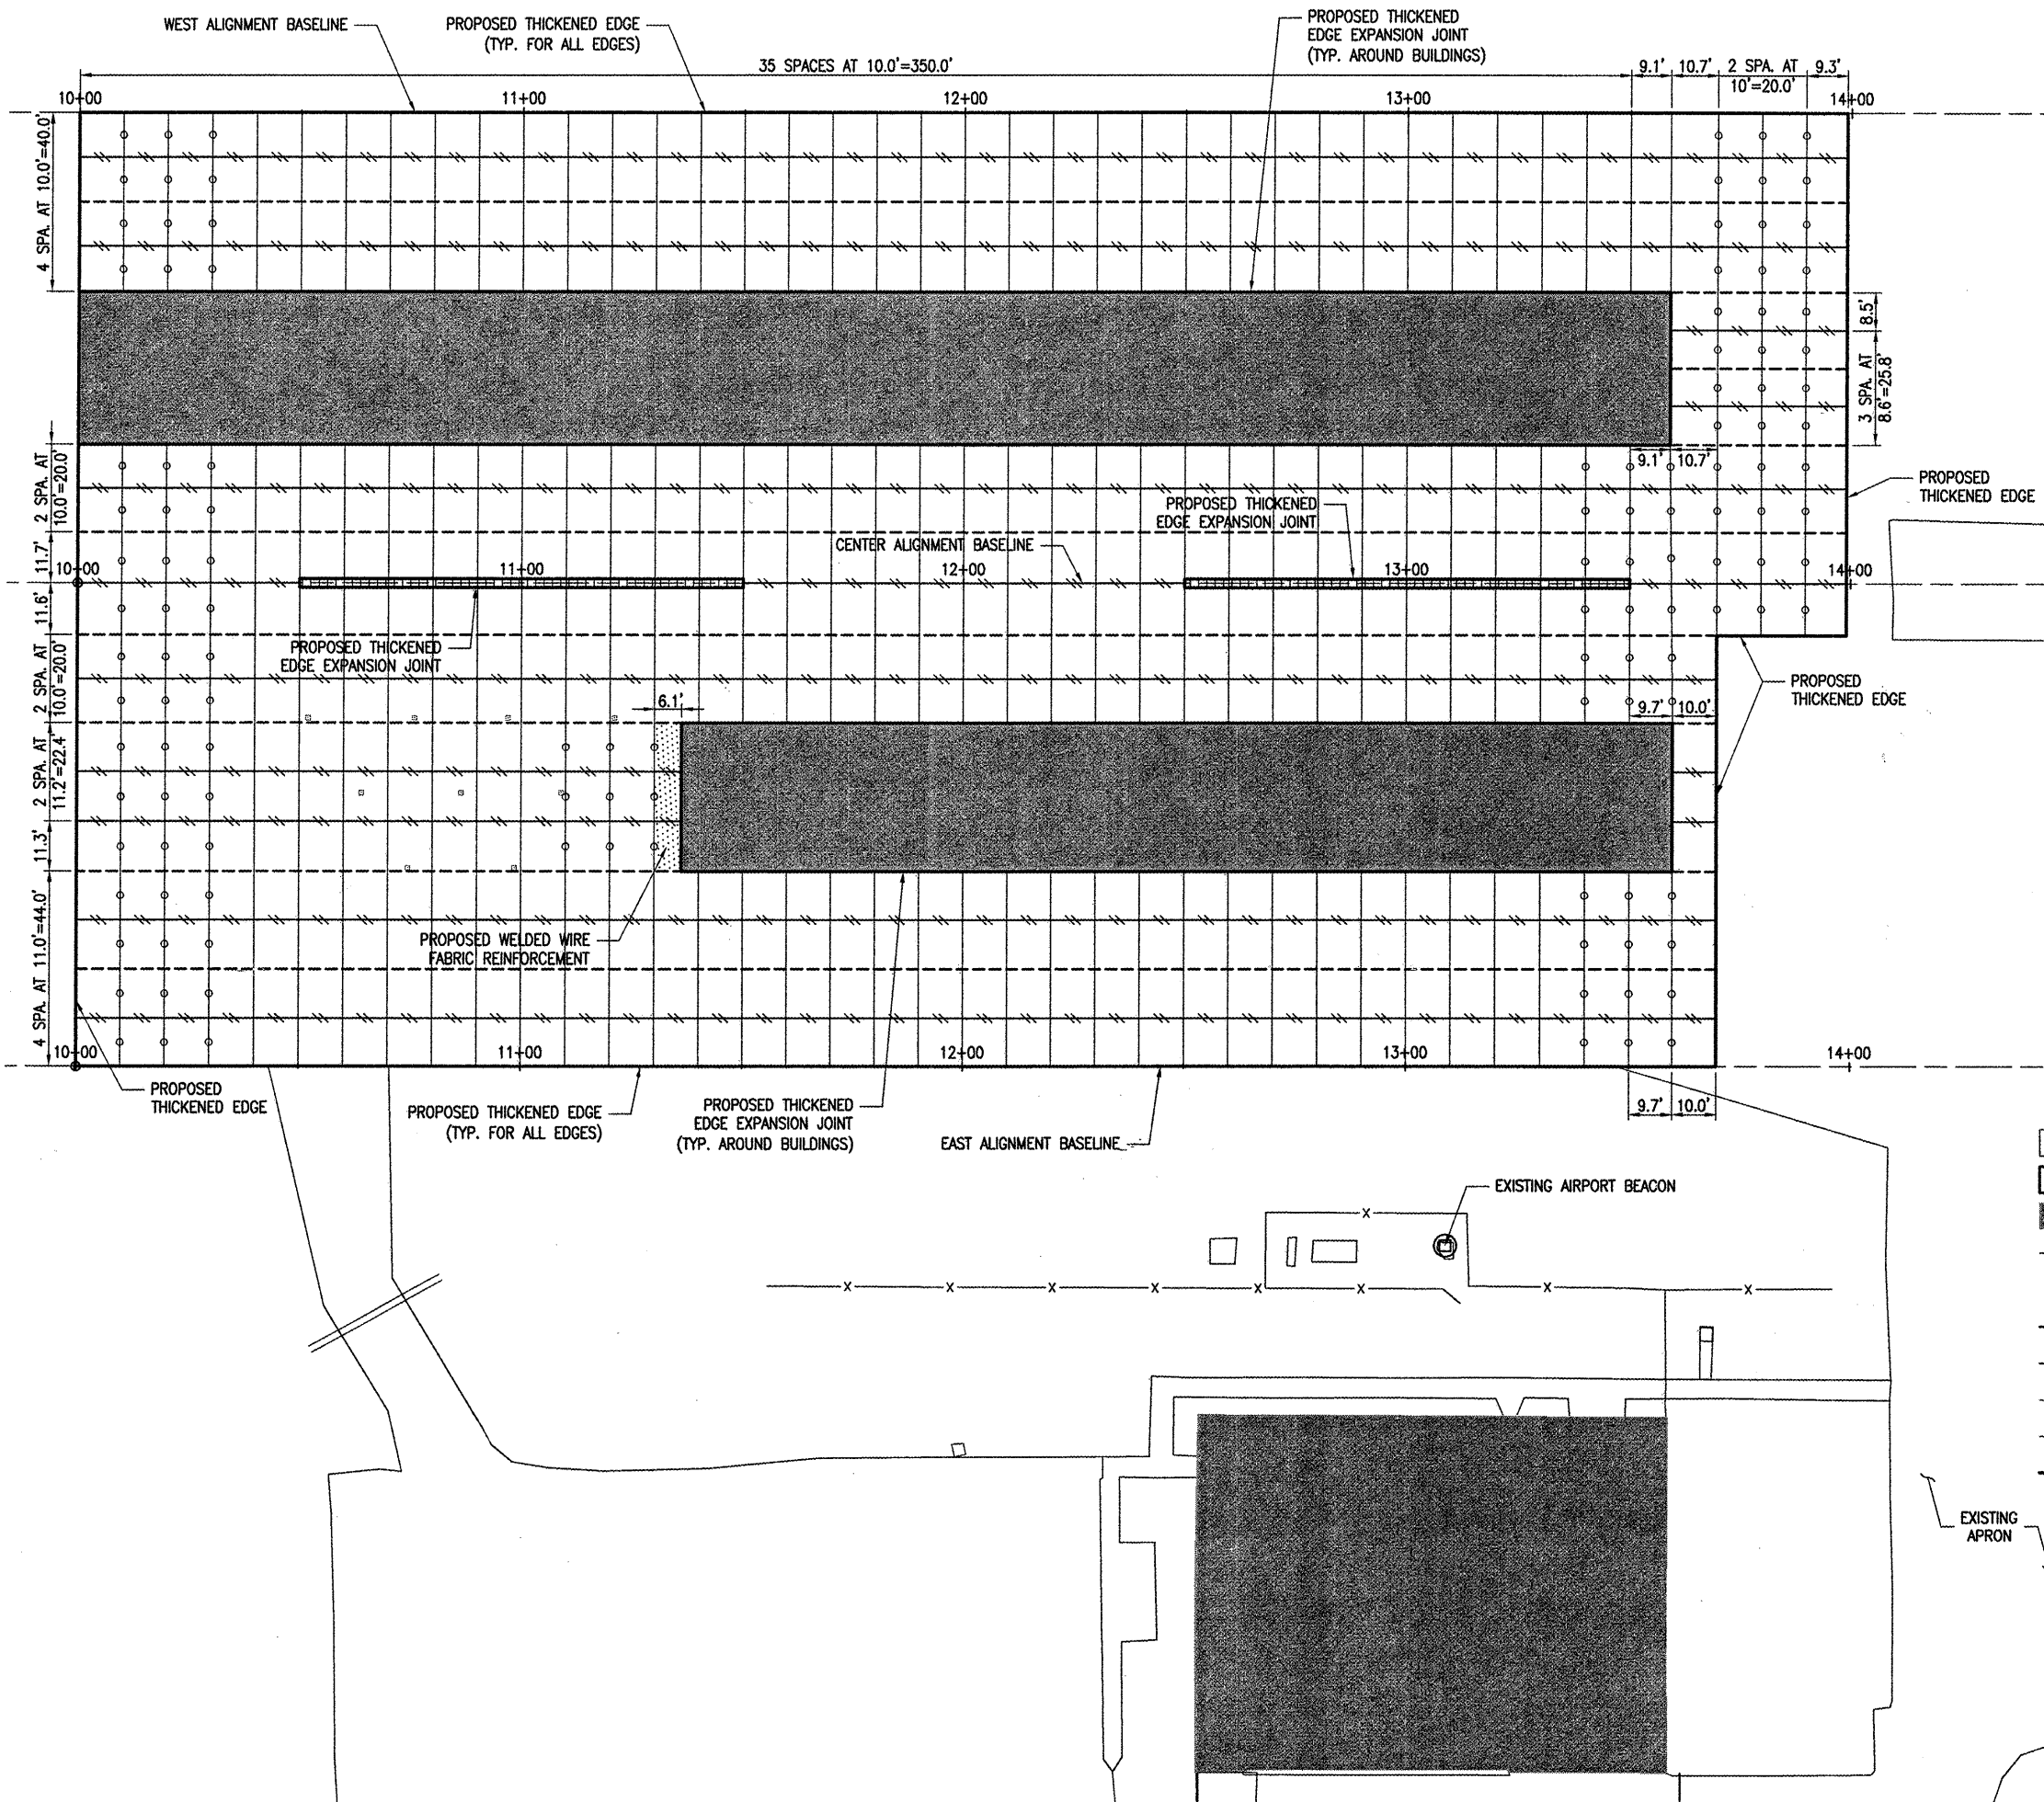 WEST ALIGNMENT BASELINE
PROPOSED THICKENED EDGE
(TYP. FOR ALL EDGES)
PROPOSED THICKENED
EDGE EXPANSION JOINT
(TYP. AROUND BUILDINGS)
35 SPACES AT 10.0'=350.0'
9.1'
10.7'
2 SPA. AT
10'=20.0'
9.3'
10+00
11+00
12+00
13+00
14+00
4 SPA. AT 10.0'=40.0'
8.5'
3 SPA. AT
8.6'=25.8'
2 SPA. AT
10.0'=20.0'
9.1'
10.7'
PROPOSED
THICKENED EDGE
PROPOSED THICKENED
EDGE EXPANSION JOINT
CENTER ALIGNMENT BASELINE
11.7'
10+00
11+00
12+00
13+00
14+00
11.6'
PROPOSED THICKENED
EDGE EXPANSION JOINT
2 SPA. AT
10.0'=20.0'
6.1'
9.7'
10.0'
PROPOSED
THICKENED EDGE
2 SPA. AT
11.2'=22.4'
11.3'
PROPOSED WELDED WIRE
FABRIC REINFORCEMENT
4 SPA. AT 11.0'=44.0'
10+00
11+00
12+00
13+00
14+00
PROPOSED
THICKENED EDGE
PROPOSED THICKENED EDGE
(TYP. FOR ALL EDGES)
PROPOSED THICKENED
EDGE EXPANSION JOINT
(TYP. AROUND BUILDINGS)
EAST ALIGNMENT BASELINE
9.7'
10.0'
EXISTING AIRPORT BEACON
X
X
X
X
X
X
X
X
X
EXISTING
APRON